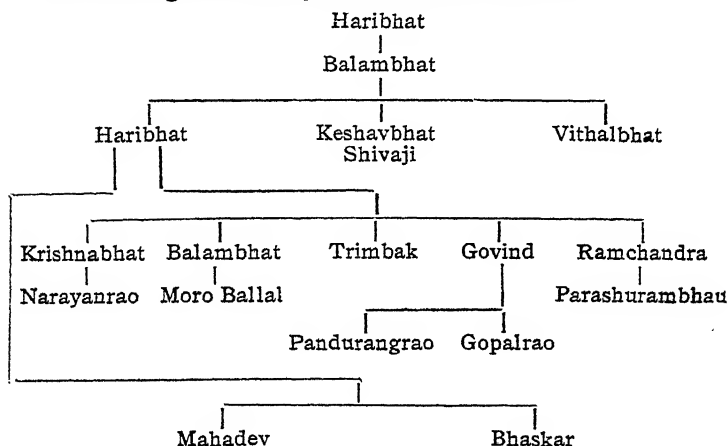 Haribhat
Balambhat
Haribhat Keshavbhat Vithalbhat
Shivaji
Krishnabhat Balambhat Trimbak Govind Ramchandra
Narayanrao Moro Ballal Parashurambhau
Pandurangrao Gopalrao
Mahadev Bhaskar